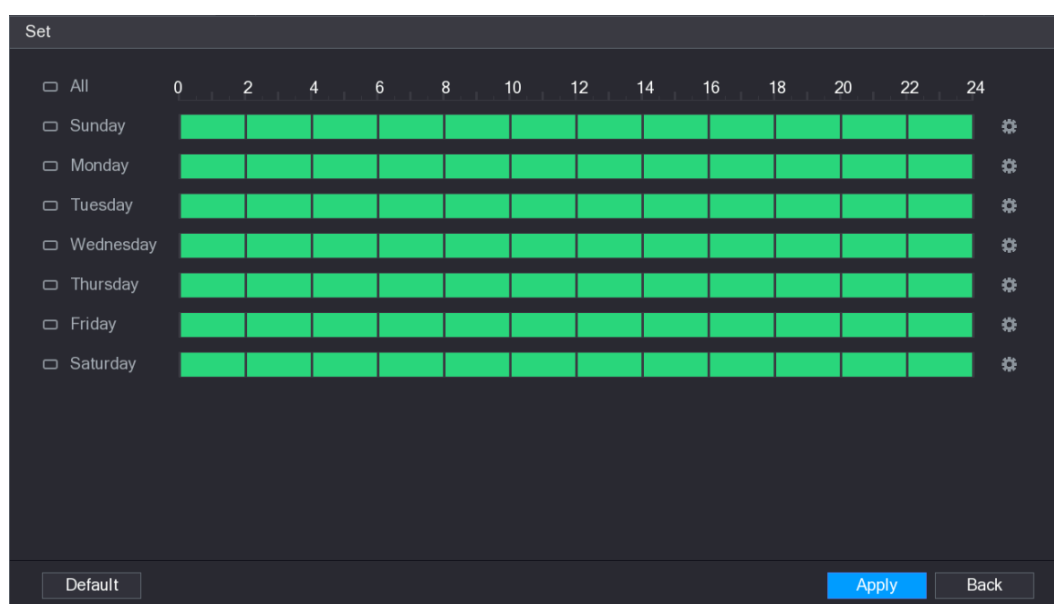 Set
All 0 2 4 6 8 10 12 14 16 18 20 22 24
Sunday
Monday
Tuesday
Wednesday
Thursday
Friday
Saturday
Default Apply Back